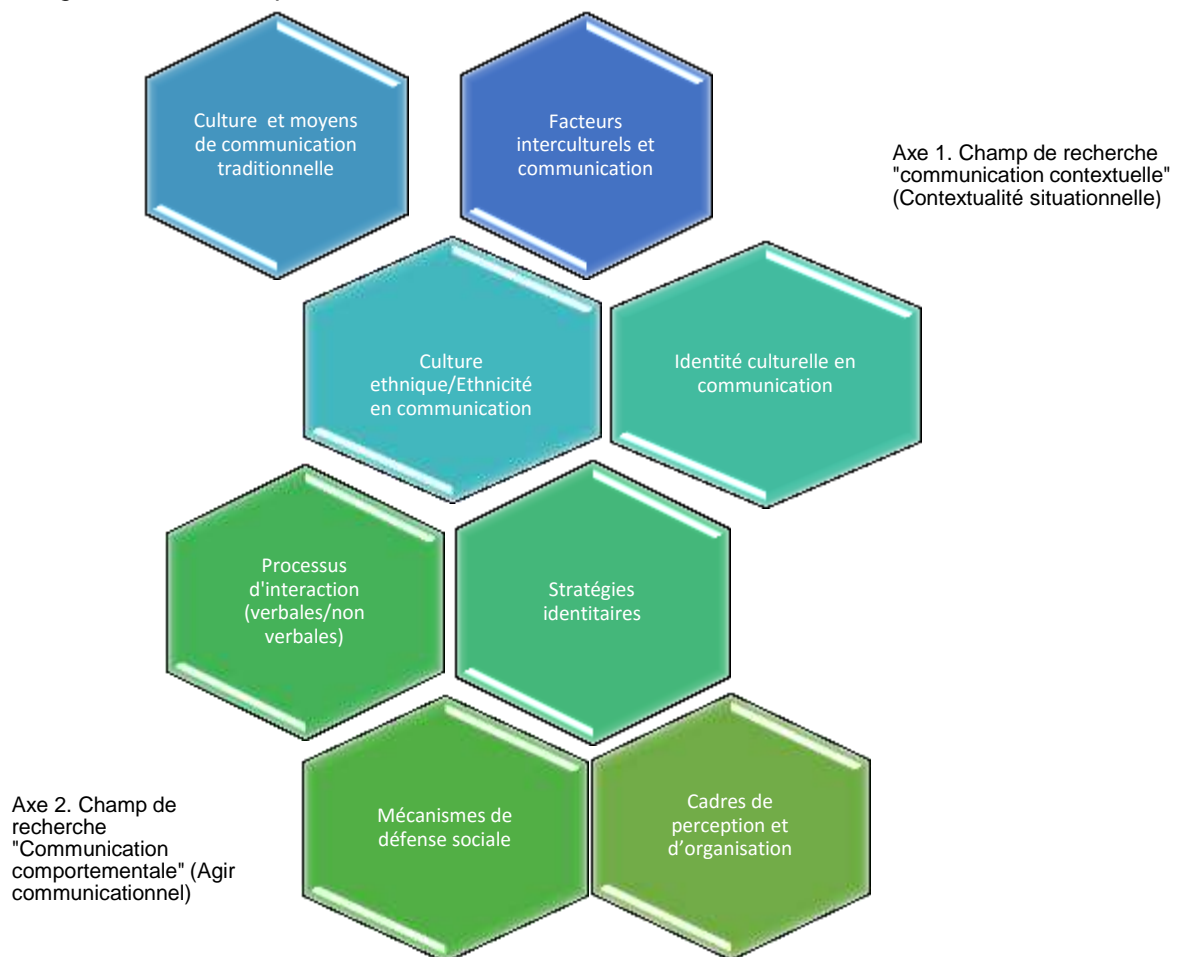 Culture et moyens
de communication
traditionnelle
Facteurs
interculturels et
communication
Axe 1. Champ de recherche
"communication contextuelle"
(Contextualité situationnelle)
Culture
ethnique/Ethnicité
en communication
Identité culturelle en
communication
Processus
d'interaction
(verbales/non
verbales)
Stratégies
identitaires
Axe 2. Champ de
recherche
"Communication
comportementale" (Agir
communicationnel)
Mécanismes de
défense sociale
Cadres de
perception et
d’organisation